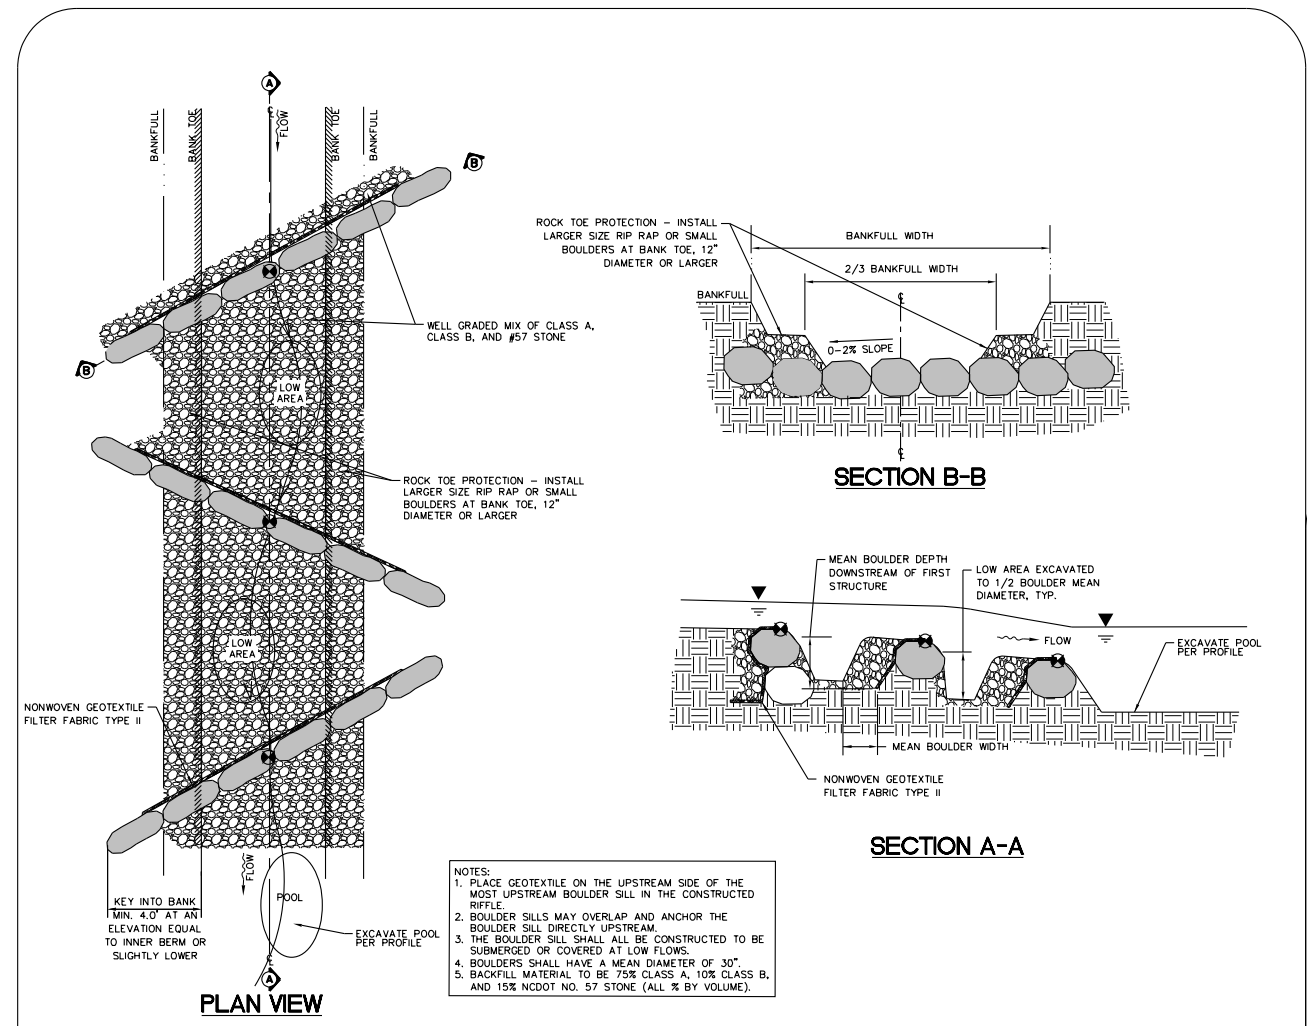 A
BANKFULL
BANK TOE
℄
FLOW
BANK TOE
BANKFULL
B
B
WELL GRADED MIX OF CLASS A,
CLASS B, AND #57 STONE
LOW
AREA
ROCK TOE PROTECTION – INSTALL
LARGER SIZE RIP RAP OR SMALL
BOULDERS AT BANK TOE, 12"
DIAMETER OR LARGER
LOW
AREA
NONWOVEN GEOTEXTILE
FILTER FABRIC TYPE II
FLOW
POOL
KEY INTO BANK
MIN. 4.0' AT AN
ELEVATION EQUAL
TO INNER BERM OR
SLIGHTLY LOWER
EXCAVATE POOL
PER PROFILE
℄
A
PLAN VIEW
ROCK TOE PROTECTION – INSTALL
LARGER SIZE RIP RAP OR SMALL
BOULDERS AT BANK TOE, 12"
DIAMETER OR LARGER
BANKFULL WIDTH
2/3 BANKFULL WIDTH
BANKFULL
℄
0-2% SLOPE
℄
SECTION B-B
MEAN BOULDER DEPTH
DOWNSTREAM OF FIRST
STRUCTURE
LOW AREA EXCAVATED
TO 1/2 BOULDER MEAN
DIAMETER, TYP.
FLOW
EXCAVATE POOL
PER PROFILE
MEAN BOULDER WIDTH
NONWOVEN GEOTEXTILE
FILTER FABRIC TYPE II
SECTION A-A
NOTES:
1. PLACE GEOTEXTILE ON THE UPSTREAM SIDE OF THE
MOST UPSTREAM BOULDER SILL IN THE CONSTRUCTED
RIFFLE.
2. BOULDER SILLS MAY OVERLAP AND ANCHOR THE
BOULDER SILL DIRECTLY UPSTREAM.
3. THE BOULDER SILL SHALL ALL BE CONSTRUCTED TO BE
SUBMERGED OR COVERED AT LOW FLOWS.
4. BOULDERS SHALL HAVE A MEAN DIAMETER OF 30".
5. BACKFILL MATERIAL TO BE 75% CLASS A, 10% CLASS B,
AND 15% NCDOT NO. 57 STONE (ALL % BY VOLUME).